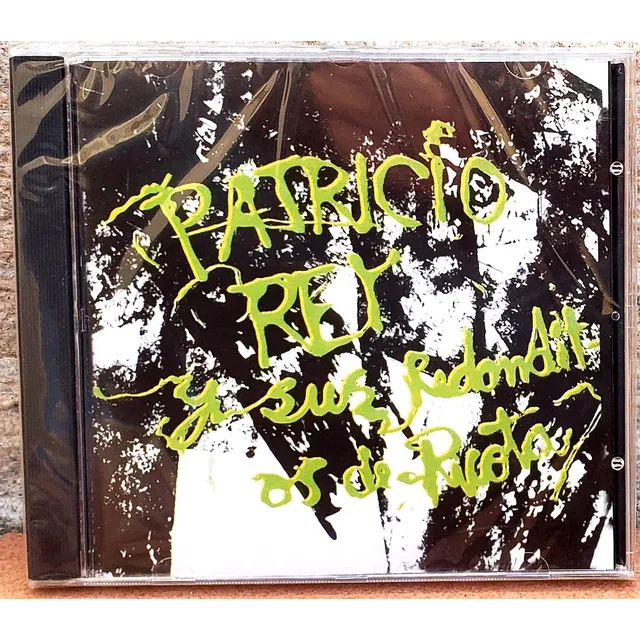 PATRICIO
REY
y sus Redondit-
os de Ricota